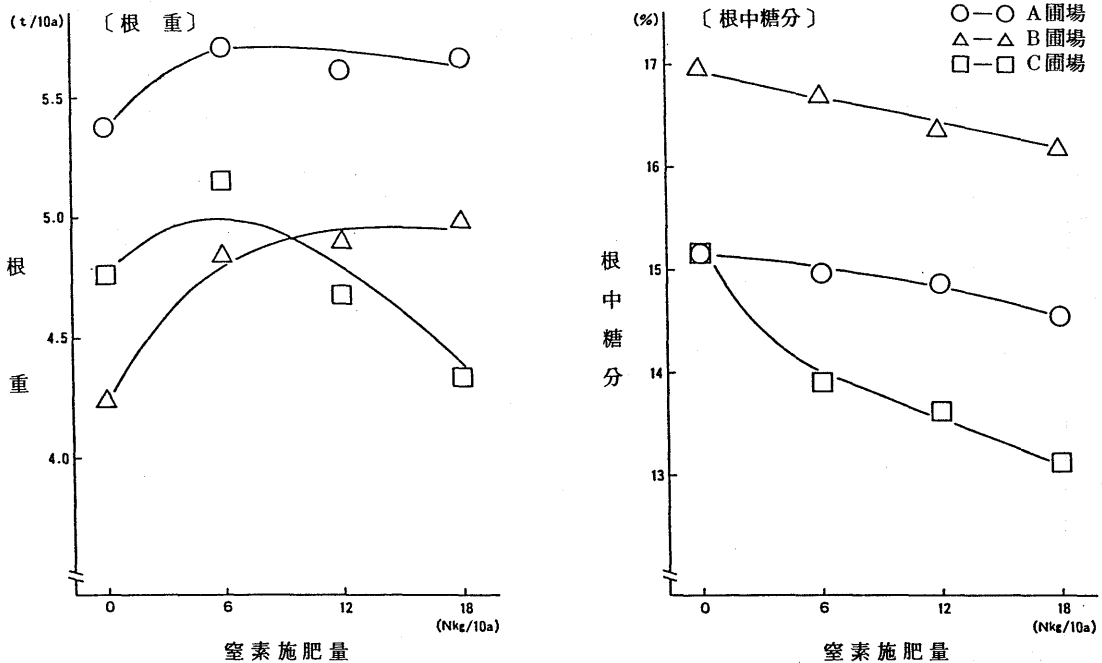 (t/10a)
〔根 重〕
5.5
5.0
4.5
4.0
根
重
0 6 12 18
(Nkg/10a)
窒素施肥量
(%)
〔根中糖分〕
○—○ A圃場
△—△ B圃場
□—□ C圃場
17
16
15
14
13
根
中
糖
分
0 6 12 18
(Nkg/10a)
窒素施肥量